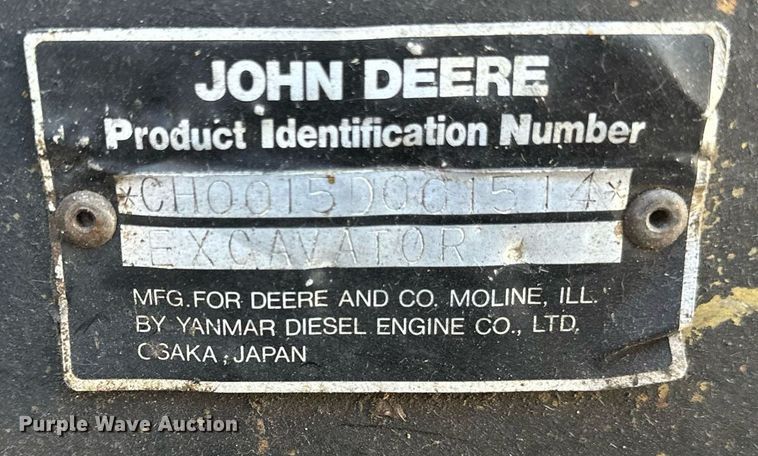 JOHN DEERE
Product Identification Number
*CH0015D001514*
EXCAVATOR
MFG.FOR DEERE AND CO. MOLINE, ILL.
BY YANMAR DIESEL ENGINE CO., LTD.
OSAKA, JAPAN
Purple Wave Auction